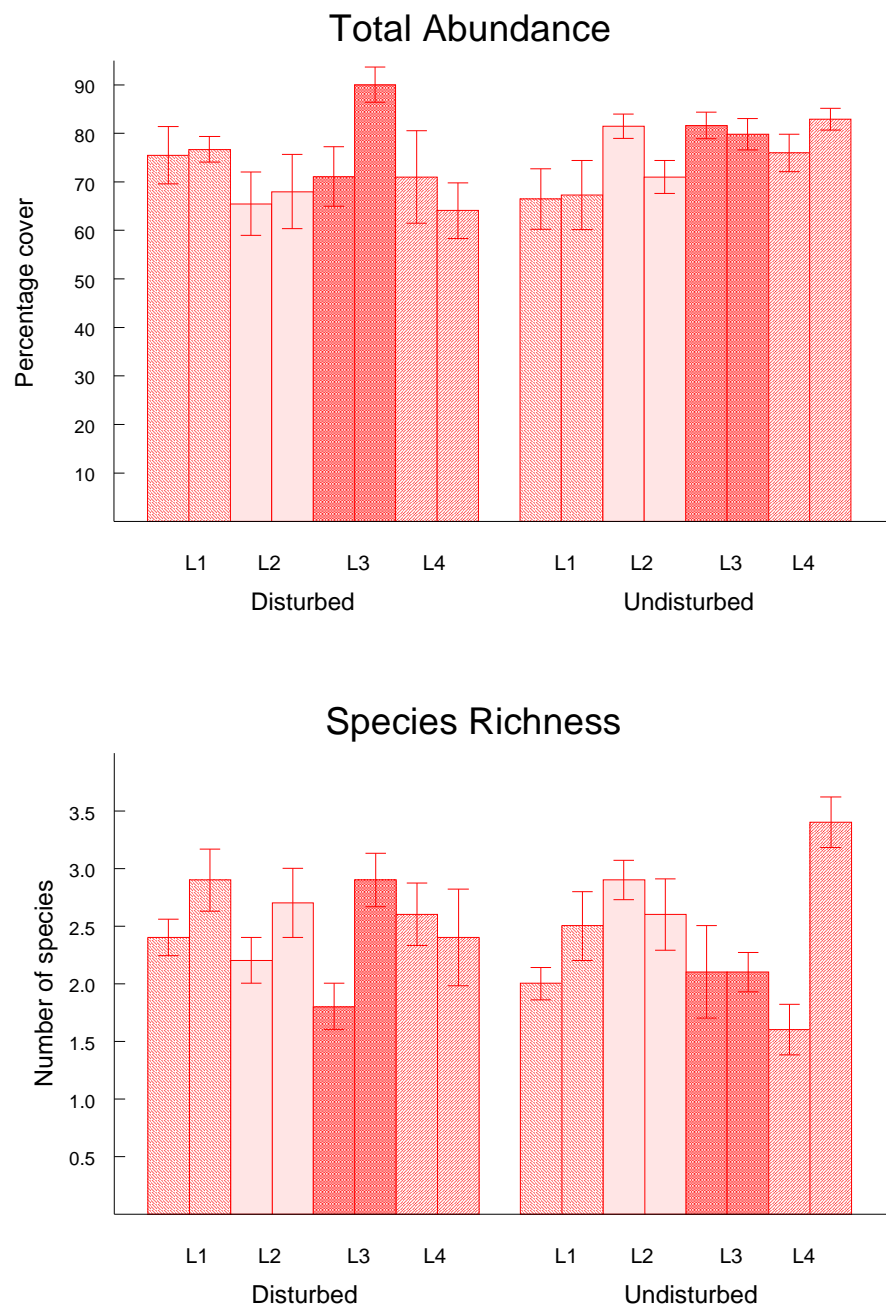 Total Abundance
90
80
70
60
50
40
30
20
10
Percentage cover
L1 L2 L3 L4 L1 L2 L3 L4
Disturbed Undisturbed
Species Richness
3.5
3.0
2.5
2.0
1.5
1.0
0.5
Number of species
L1 L2 L3 L4 L1 L2 L3 L4
Disturbed Undisturbed